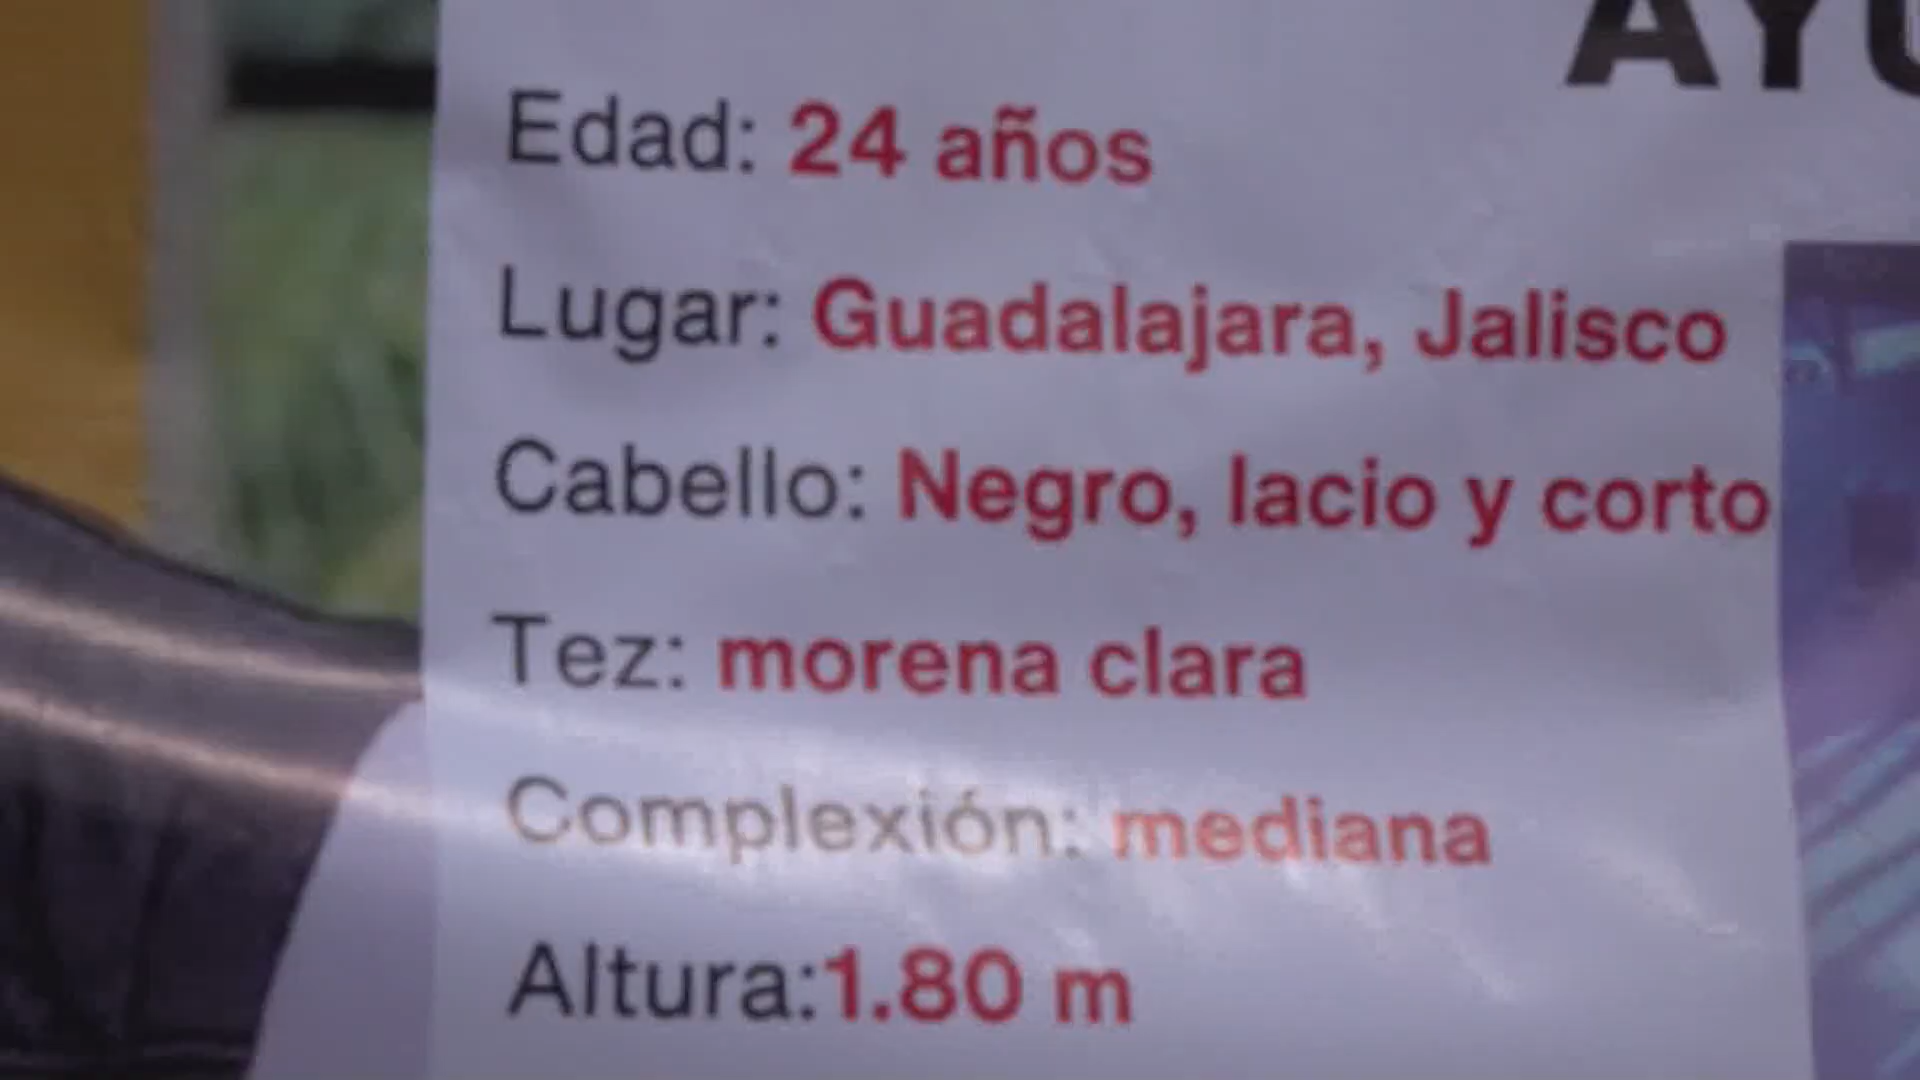 Edad: 24 años
Lugar: Guadalajara, Jalisco
Cabello: Negro, lacio y corto
Tez: morena clara
Complexión: mediana
Altura:1.80 m